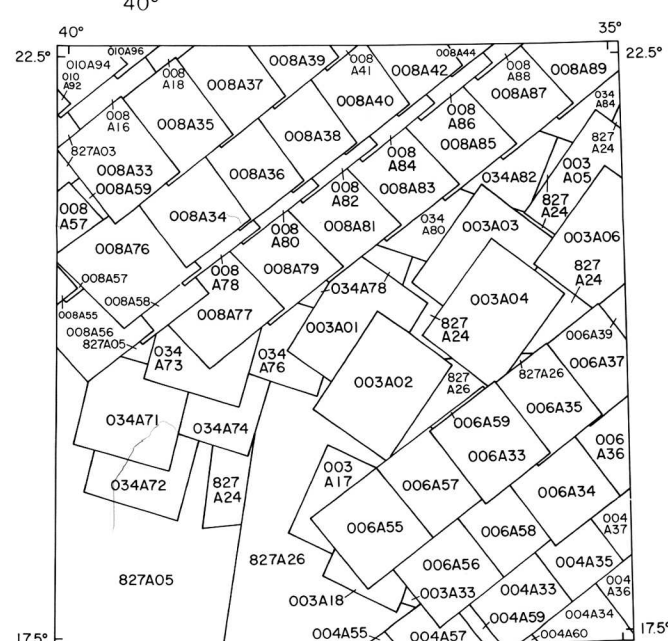 40°
40°
35°
22.5°
22.5°
010A96
010A94
010
A92
008
A18
008A37
008A39
008
A41
008A42
008A44
008
A88
008A89
008A87
034
A84
008A40
008
A16
008A35
008A38
008
A86
008A85
827
A24
827A03
008A33
008A59
008A36
008
A84
008A83
034A82
003
A05
008
A57
008A34
008
A82
827
A24
008A76
008
A80
008A81
034
A80
003A03
003A06
008A57
008
A78
008A79
827
A24
008A58
034A78
003A04
008A55
008A56
008A77
003A01
827
A24
006A39
827A05
034
A73
034
A76
003A02
827
A26
827A26
006A37
006A35
034A71
034A74
006A59
006A33
006
A36
034A72
827
A24
003
A17
006A57
006A34
006A55
006A58
004
A37
827A26
006A56
004A35
827A05
003A33
004A33
004
A36
003A18
004A59
004A34
004A55
004A57
004A60
17.5°
17.5°